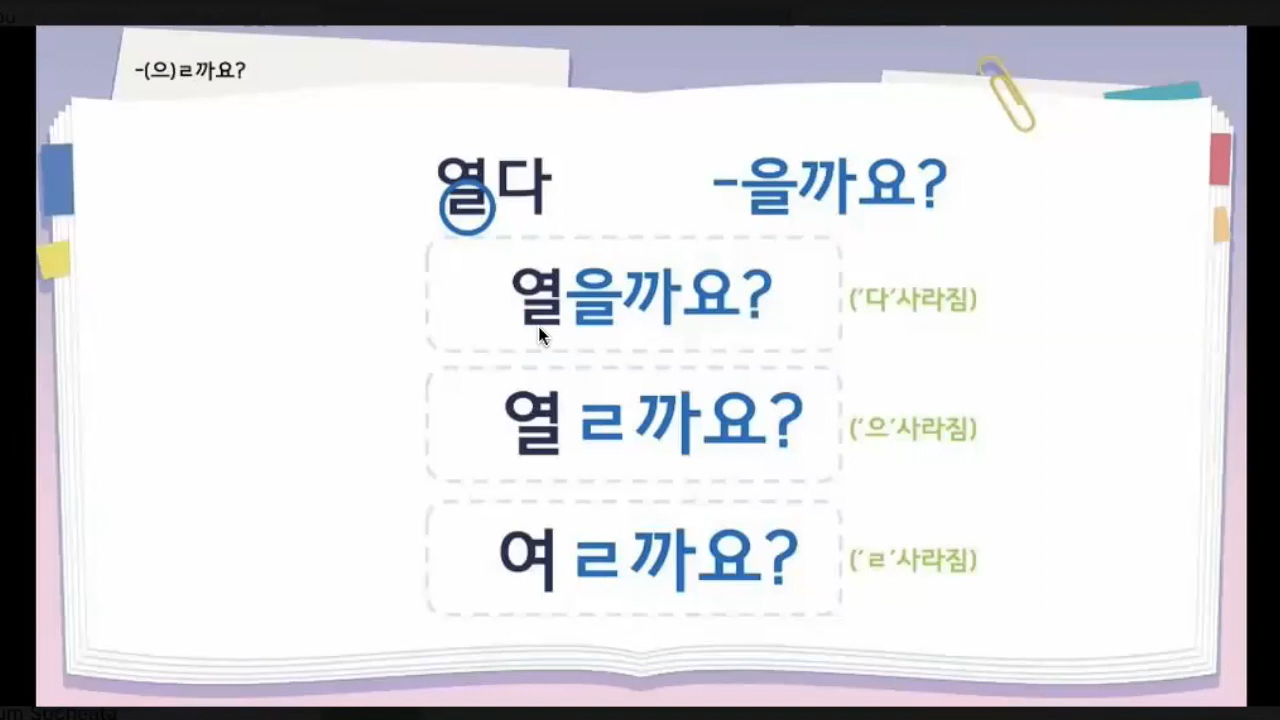 -(으)ㄹ까요?
열다 -을까요?
열을까요? ('다'사라짐)
열ㄹ까요? ('으'사라짐)
여ㄹ까요? ('ㄹ'사라짐)